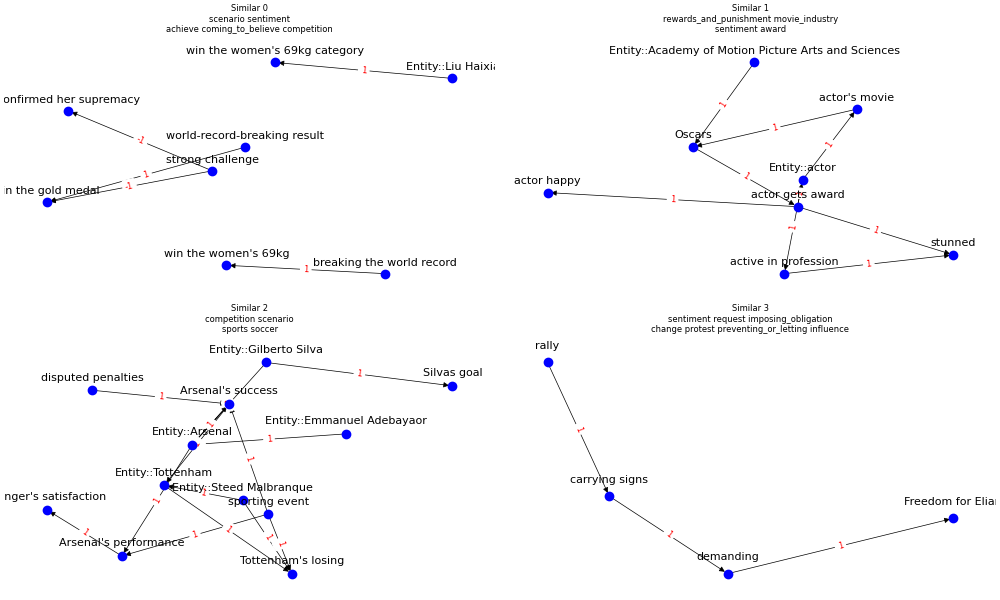 Similar 0
scenario sentiment
achieve coming_to_believe competition
win the women's 69kg category
Entity::Liu Haixia
1
onfirmed her supremacy
1
world-record-breaking result
strong challenge
1
1
in the gold medal
win the women's 69kg
1
breaking the world record
Similar 1
rewards_and_punishment movie_industry
sentiment award
Entity::Academy of Motion Picture Arts and Sciences
1
actor's movie
1
Oscars
1
Entity::actor
1
actor happy
1
actor gets award
1
1
stunned
active in profession
1
Similar 2
competition scenario
sports soccer
Entity::Gilberto Silva
1
Silvas goal
disputed penalties
1
Arsenal's success
1
Entity::Emmanuel Adebayaor
Entity::Arsenal
1
1
Entity::Tottenham
1
Entity::Steed Malbranque
nger's satisfaction
1
sporting event
1
1
1
1
1
Arsenal's performance
Tottenham's losing
Similar 3
sentiment request imposing_obligation
change protest preventing_or_letting influence
rally
1
carrying signs
1
Freedom for Elian
demanding
1